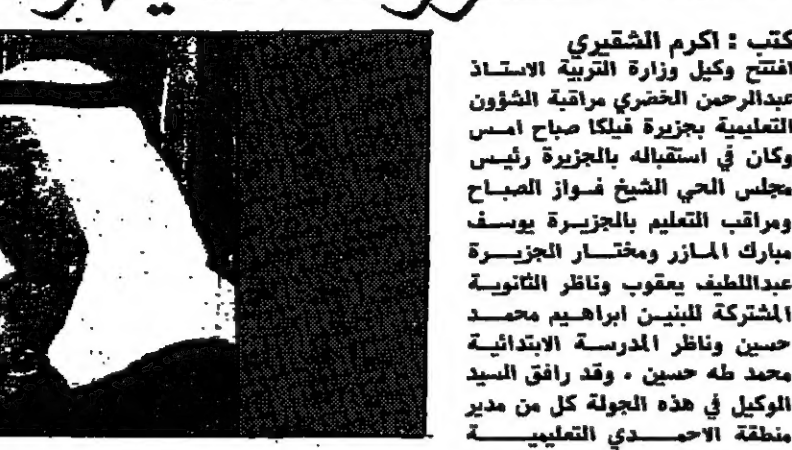 كتب : اكرم الشقيري
افتتح وكيل وزارة التربية الاستاذ
عبدالرحمن الخضري مراقبة الشؤون
التعليمية بجزيرة فيلكا صباح امس
وكان في استقباله بالجزيرة رئيس
مجلس الحي الشيخ فواز الصباح
ومراقب التعليم بالجزيرة يوسف
مبارك المازر ومختار الجزيرة
عبداللطيف يعقوب وناظر الثانوية
المشتركة للبنين ابراهيم محمد
حسين وناظر المدرسة الابتدائية
محمد طه حسين . وقد رافق السيد
الوكيل في هذه الجولة كل من مدير
منطقة الاحمدي التعليمية